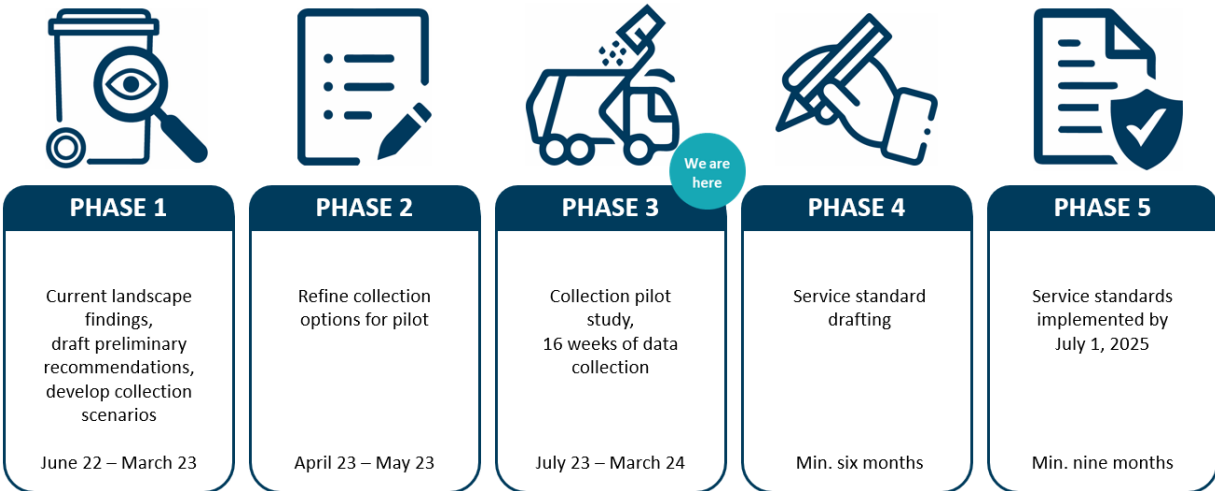 We are
here
PHASE 1
PHASE 2
PHASE 3
PHASE 4
PHASE 5
Current landscape
findings,
draft preliminary
recommendations,
develop collection
scenarios
June 22 – March 23
Refine collection
options for pilot
April 23 – May 23
Collection pilot
study,
16 weeks of data
collection
July 23 – March 24
Service standard
drafting
Min. six months
Service standards
implemented by
July 1, 2025
Min. nine months